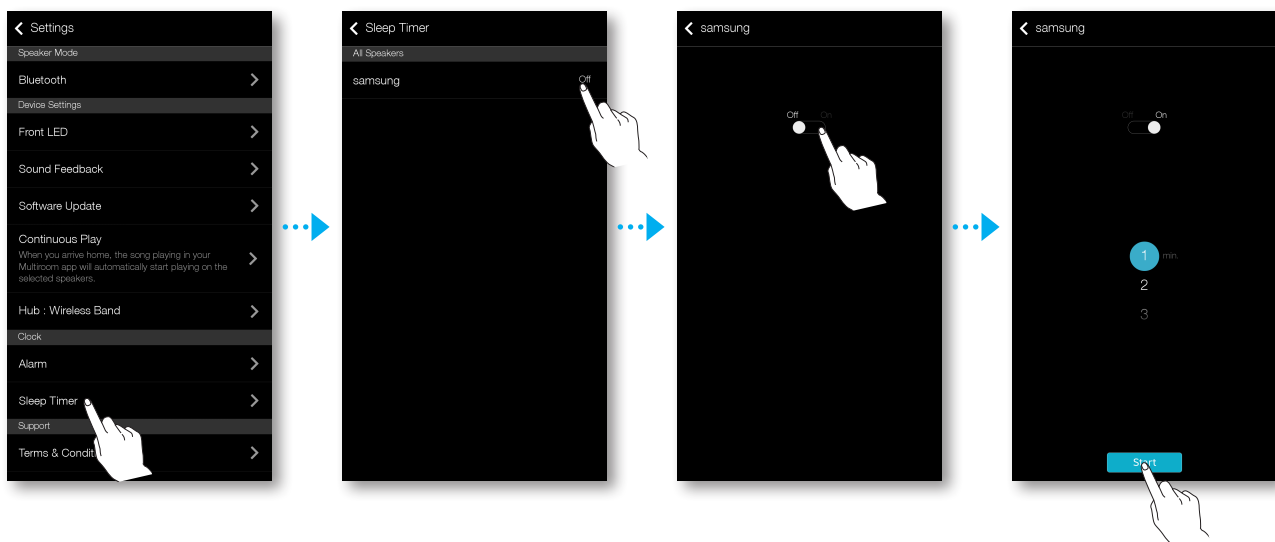 Settings
Speaker Mode
Bluetooth
Device Settings
Front LED
Sound Feedback
Software Update
Continuous Play
When you arrive home, the song playing in your
Multiroom app will automatically start playing on the
selected speakers.
Hub : Wireless Band
Clock
Alarm
Sleep Timer
Support
Terms & Condit
Sleep Timer
All Speakers
samsung
Off
samsung
Off On
samsung
Off On
1 min.
2
3
Start